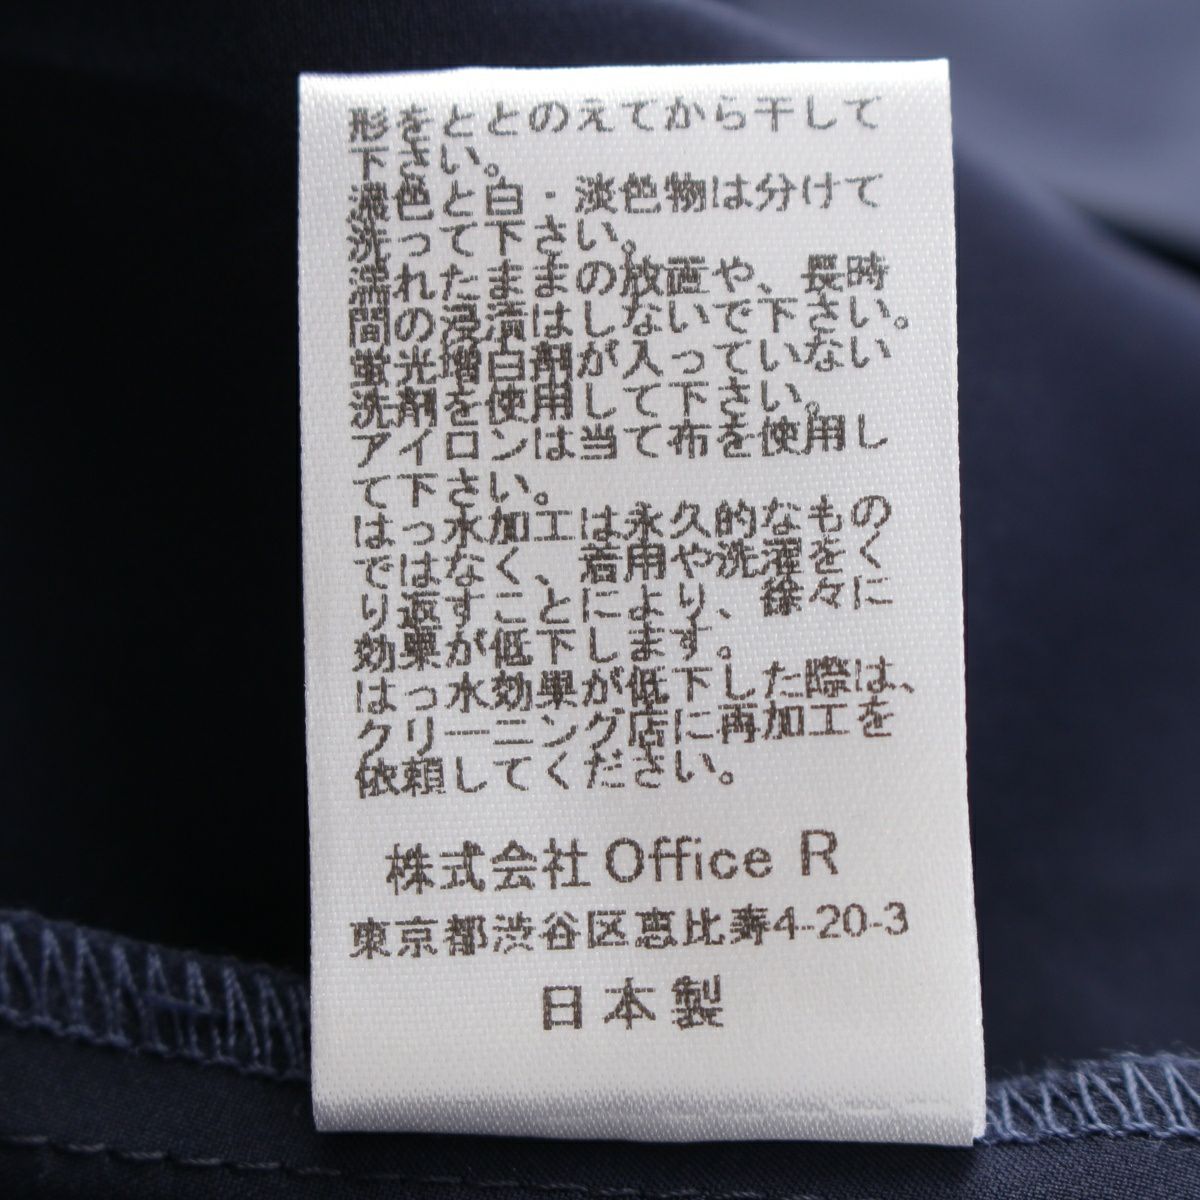 形をととのえてから干して
下さい。
濃色と白・淡色物は分けて
洗って下さい。
濡れたままの放置や、長時
間の浸漬はしないで下さい。
蛍光増白剤が入っていない
洗剤を使用して下さい。
アイロンは当て布を使用し
て下さい。
はっ水加工は永久的なもの
ではなく、着用や洗濯をく
り返すことにより、徐々に
効果が低下します。
はっ水効果が低下した際は、
クリーニング店に再加工を
依頼してください。
株式会社 Office R
東京都渋谷区恵比寿4-20-3
日本製